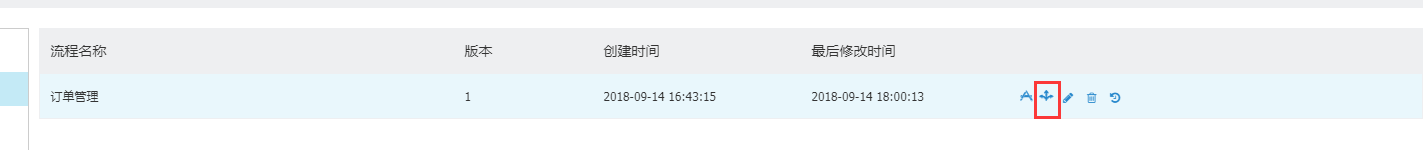 流程名称 版本 创建时间 最后修改时间
订单管理 1 2018-09-14 16:43:15 2018-09-14 18:00:13